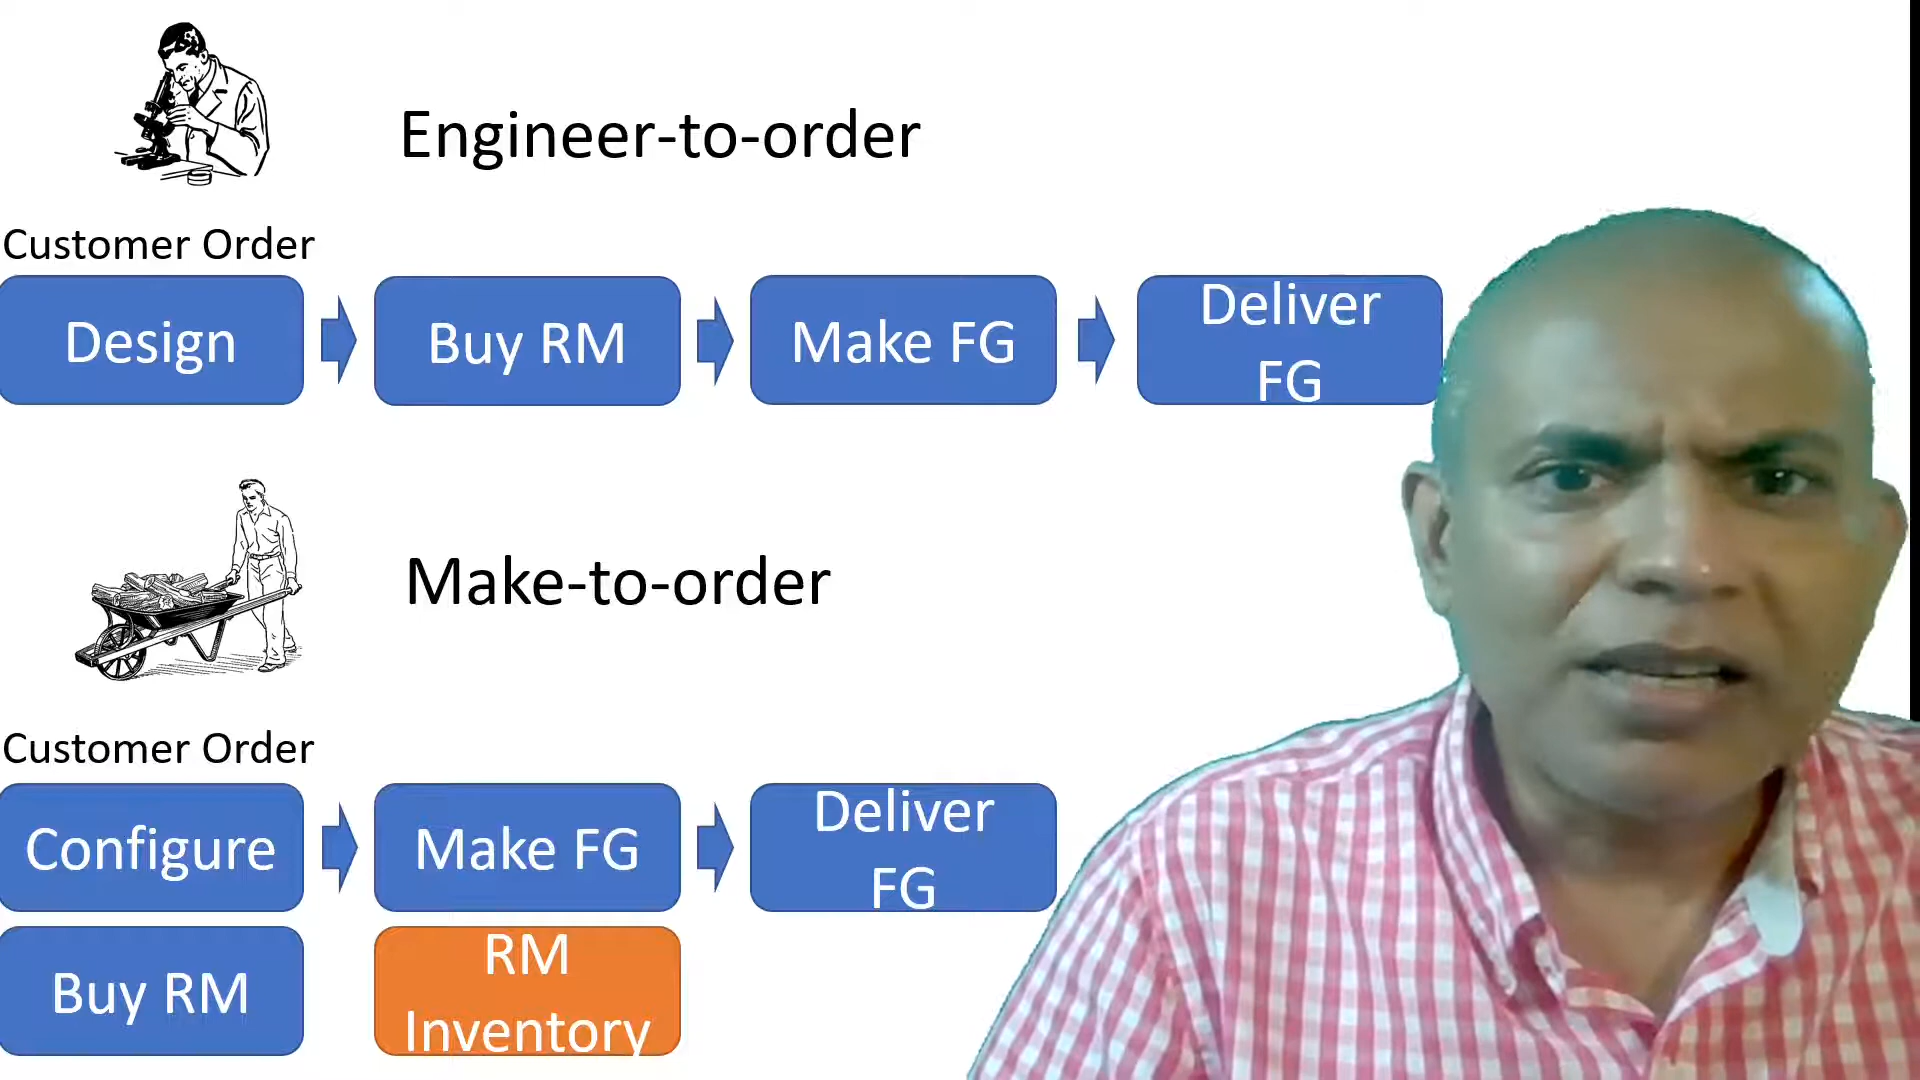 Engineer-to-order
Customer Order
Design
Buy RM
Make FG
Deliver
FG
Make-to-order
Customer Order
Configure
Make FG
Deliver
FG
Buy RM
RM
Inventory